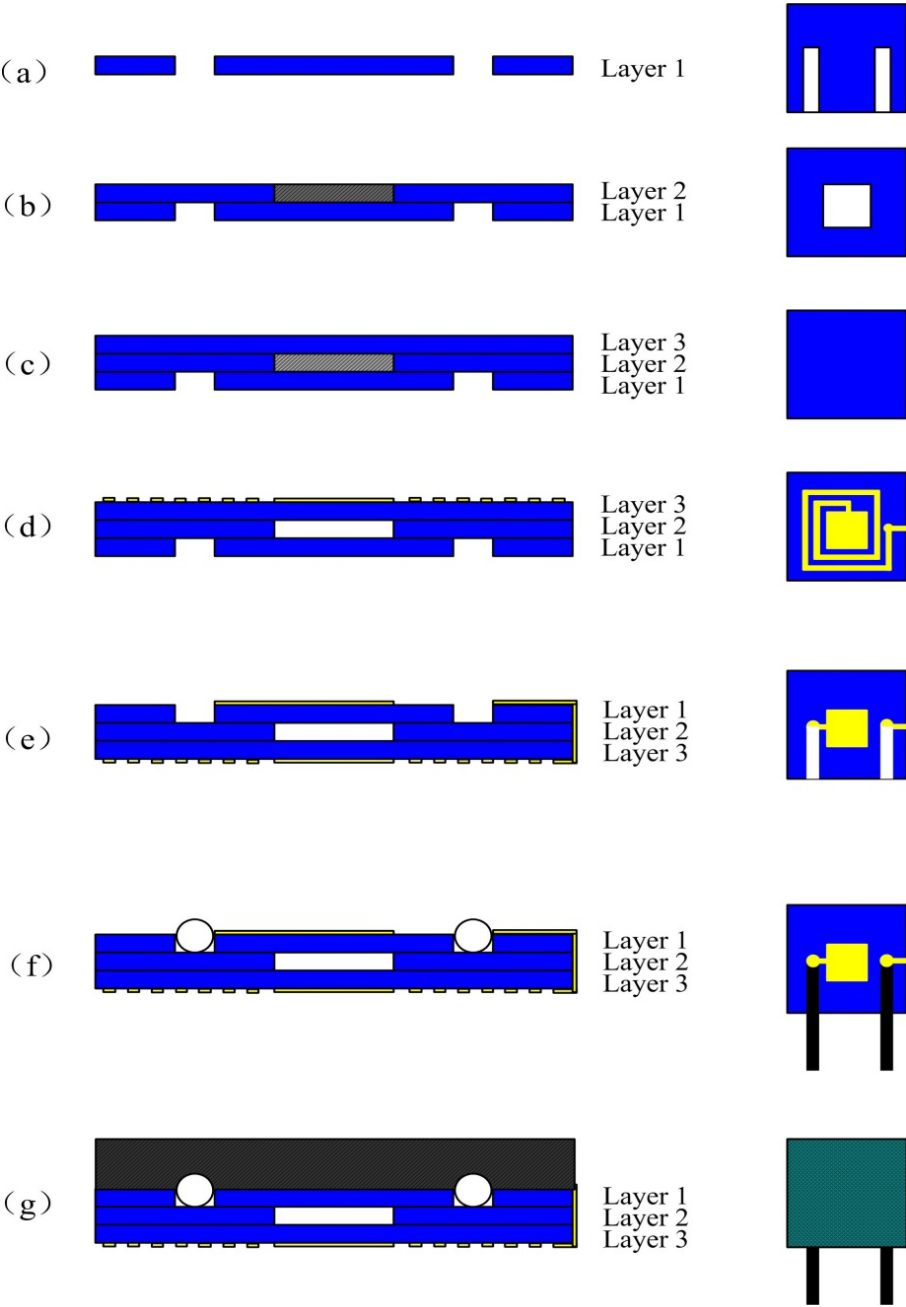 （a） Layer 1
（b） Layer 2
Layer 1
（c） Layer 3
Layer 2
Layer 1
（d） Layer 3
Layer 2
Layer 1
（e） Layer 1
Layer 2
Layer 3
（f） Layer 1
Layer 2
Layer 3
（g） Layer 1
Layer 2
Layer 3